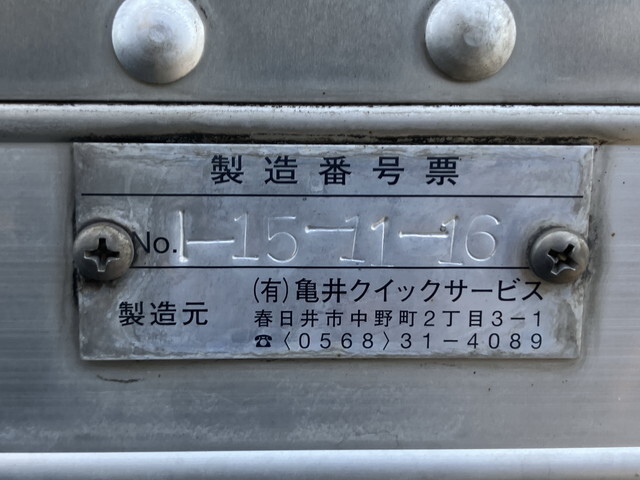 製造番号票
No. 1-15-11-16
(有)亀井クイックサービス
製造元 春日井市中野町2丁目3-1
☎〈0568〉31-4089